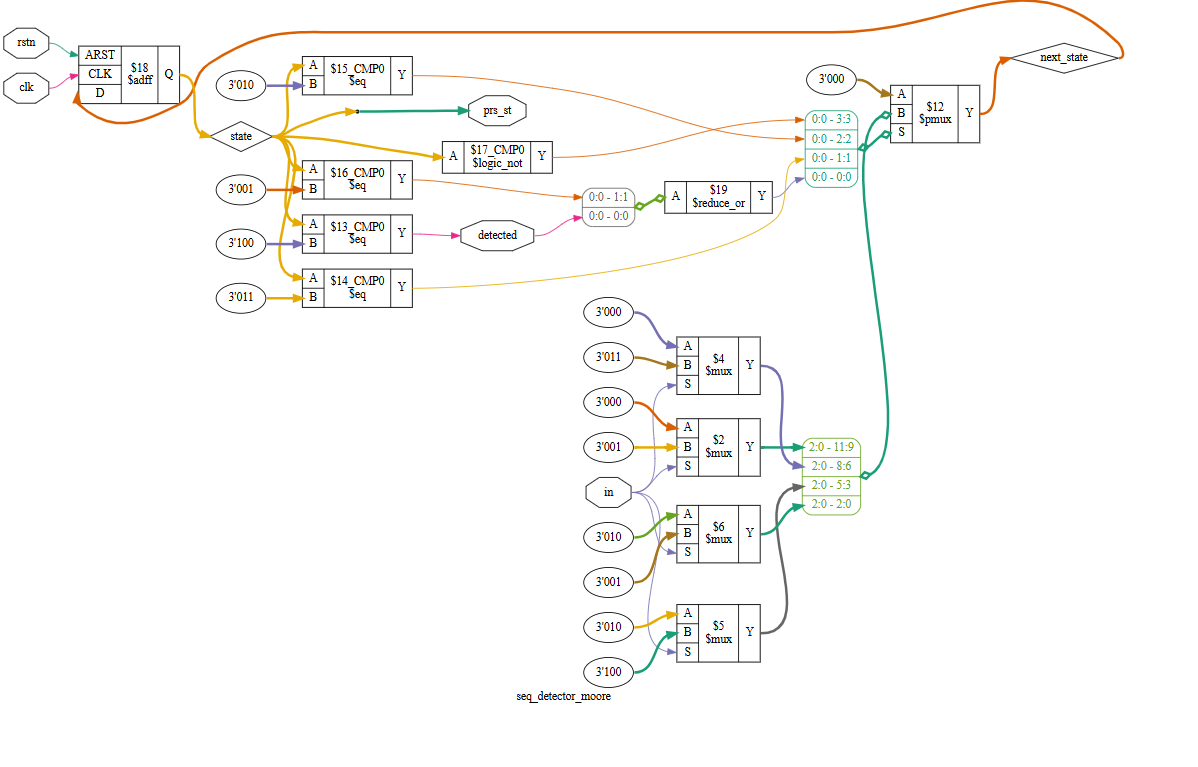 rstn
clk
ARST
CLK
D
$18
$adff
Q
state
3'010
A
B
$15_CMP0
$eq
Y
prs_st
A
$17_CMP0
$logic_not
Y
3'001
A
B
$16_CMP0
$eq
Y
3'100
A
B
$13_CMP0
$eq
Y
detected
3'011
A
B
$14_CMP0
$eq
Y
0:0 - 1:1
0:0 - 0:0
A
$19
$reduce_or
Y
0:0 - 3:3
0:0 - 2:2
0:0 - 1:1
0:0 - 0:0
3'000
A
B
S
$12
$pmux
Y
next_state
3'000
3'011
A
B
S
$4
$mux
Y
3'000
3'001
A
B
S
$2
$mux
Y
in
3'010
3'001
A
B
S
$6
$mux
Y
3'010
3'100
A
B
S
$5
$mux
Y
2:0 - 11:9
2:0 - 8:6
2:0 - 5:3
2:0 - 2:0
seq_detector_moore